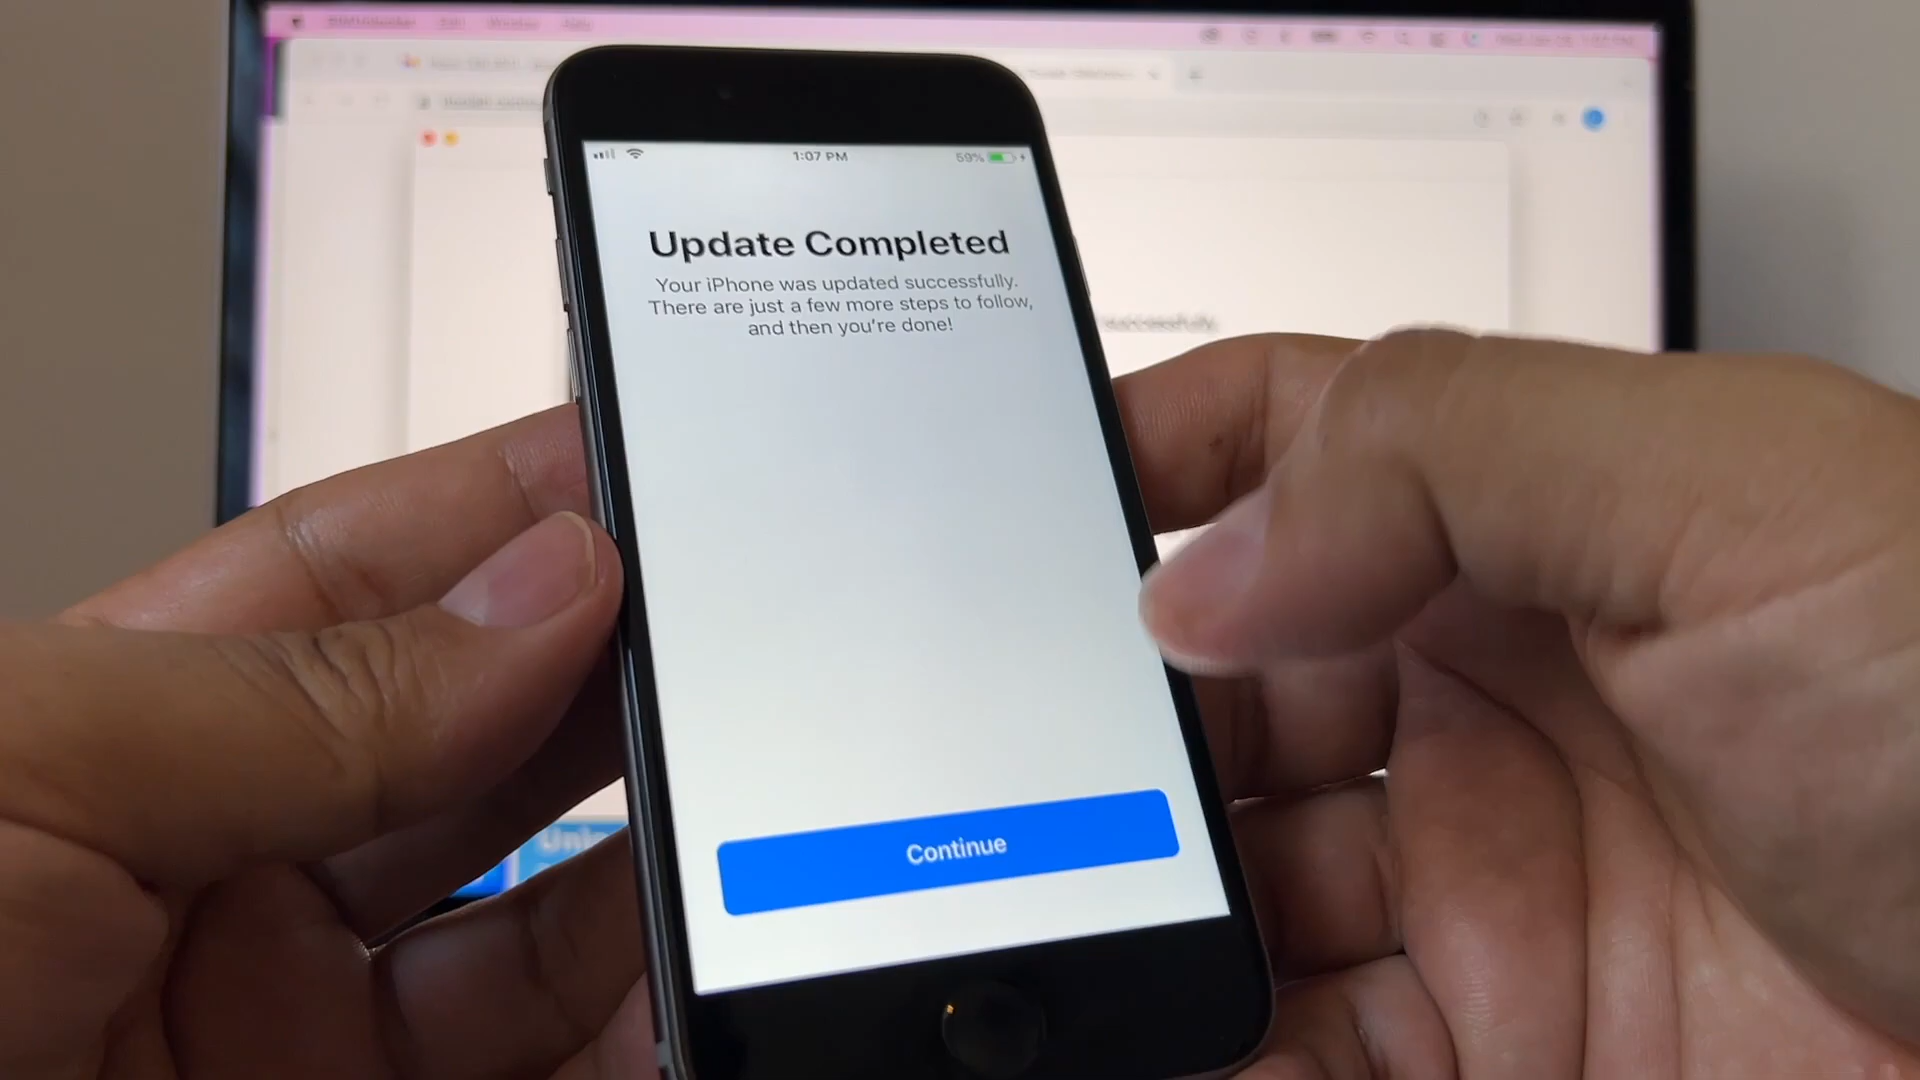 1:07 PM
59%
Update Completed
Your iPhone was updated successfully.
There are just a few more steps to follow,
and then you're done!
Continue
successfully.